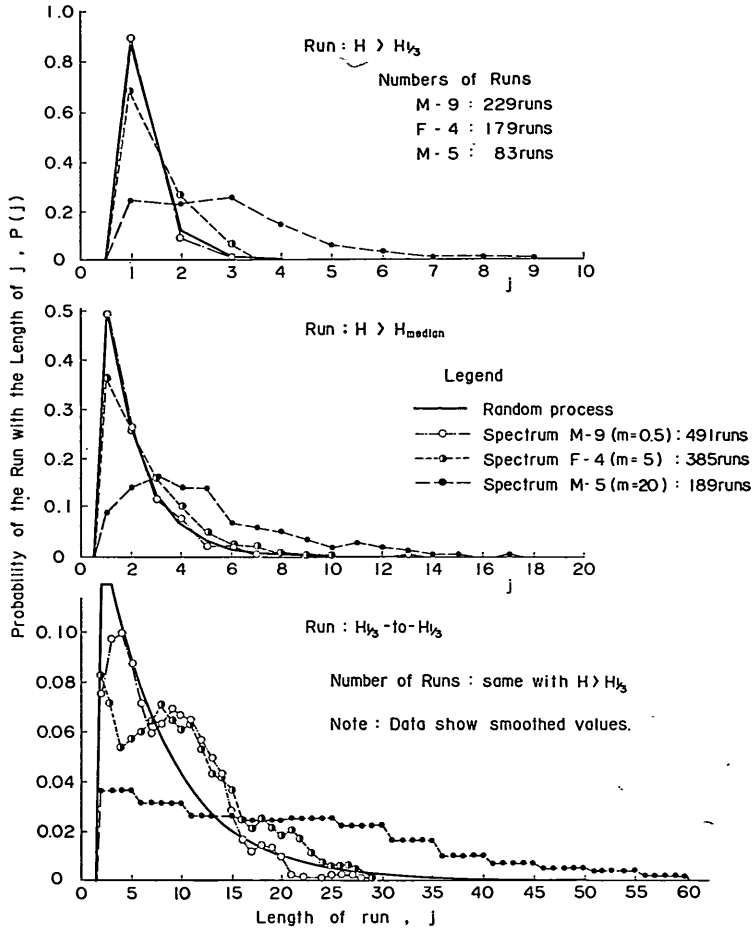 Probability of the Run with the Length of j, P(j)
1.0
0.8
0.6
0.4
0.2
0
Run : H > H⅓
Numbers of Runs
M - 9 : 229runs
F - 4 : 179runs
M - 5 : 83runs
0 1 2 3 4 5 6 7 8 9 10
j
0.5
0.4
0.3
0.2
0.1
0
Run : H > Hmedian
Legend
Random process
Spectrum M-9 (m=0.5) : 491runs
Spectrum F-4 (m=5) : 385runs
Spectrum M-5 (m=20) : 189runs
0 2 4 6 8 10 12 14 16 18 20
j
0.10
0.08
0.06
0.04
0.02
0
Run : H⅓-to-H⅓
Number of Runs : same with H > H⅓
Note : Data show smoothed values.
0 5 10 15 20 25 30 35 40 45 50 55 60
Length of run , j